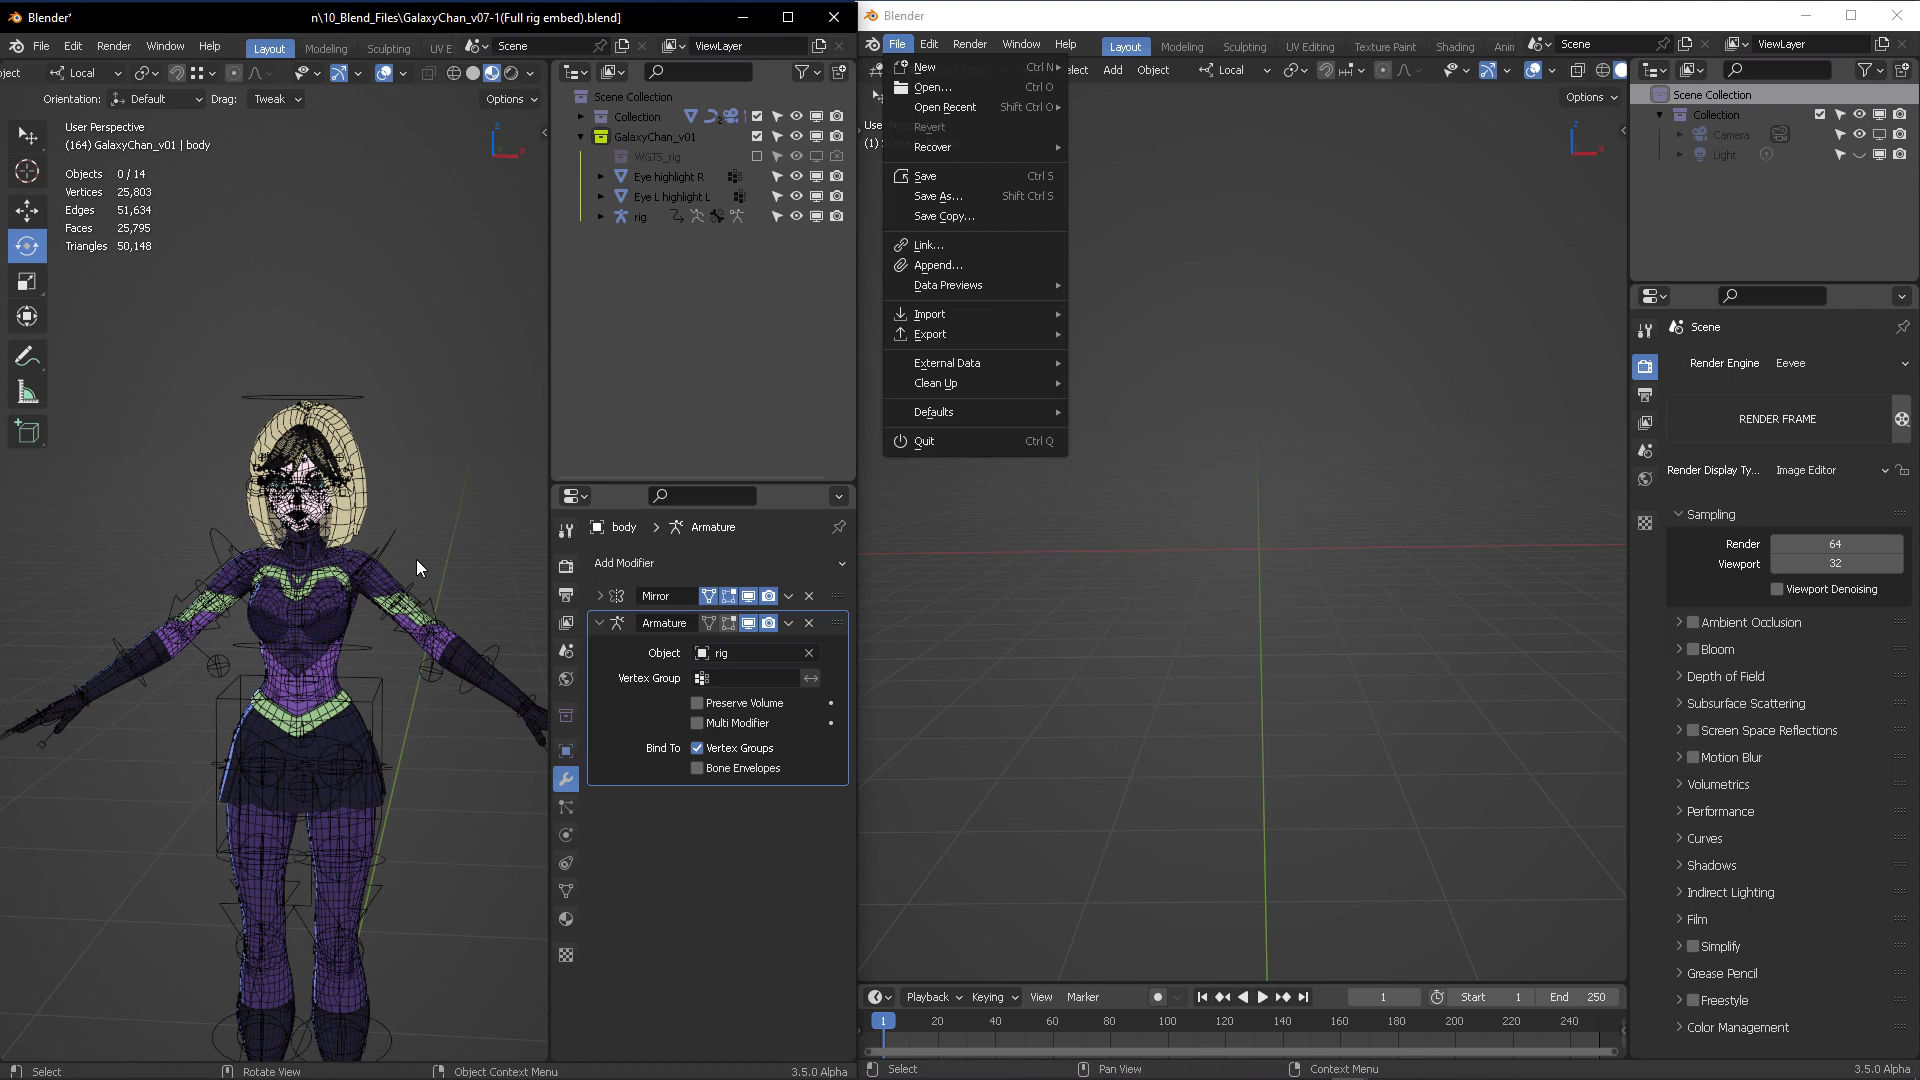 Blender' n\10_Blend_Files\GalaxyChan_v07-1(Full rig embed).blend]
File Edit Render Window Help Layout Modeling Sculpting UV E Scene ViewLayer
oject Local
Orientation: Default Drag: Tweak Options
User Perspective
(164) GalaxyChan_v01 | body
Objects 0 / 14
Vertices 25,803
Edges 51,634
Faces 25,795
Triangles 50,148
Z
X
Scene Collection
Collection 2
GalaxyChan_v01
WGTS_rig
Eye highlight R
Eye L highlight L
rig
body > Armature
Add Modifier
Mirror
Armature
Object rig
Vertex Group
Preserve Volume
Multi Modifier
Bind To Vertex Groups
Bone Envelopes
Select Rotate View Object Context Menu 3.5.0 Alpha
Blender
File Edit Render Window Help Layout Modeling Sculpting UV Editing Texture Paint Shading Anin Scene ViewLayer
elect Add Object Local
Options
Use
(1)
New Ctrl N
Open... Ctrl O
Open Recent Shift Ctrl O
Revert
Recover
Save Ctrl S
Save As... Shift Ctrl S
Save Copy...
Link...
Append...
Data Previews
Import
Export
External Data
Clean Up
Defaults
Quit Ctrl Q
Z
X
Scene Collection
Collection
Camera
Light
Scene
Render Engine Eevee
RENDER FRAME
Render Display Ty... Image Editor
Sampling
Render 64
Viewport 32
Viewport Denoising
Ambient Occlusion
Bloom
Depth of Field
Subsurface Scattering
Screen Space Reflections
Motion Blur
Volumetrics
Performance
Curves
Shadows
Indirect Lighting
Film
Simplify
Grease Pencil
Freestyle
Color Management
Playback Keying View Marker 1 Start 1 End 250
1 20 40 60 80 100 120 140 160 180 200 220 240
Select Pan View Context Menu 3.5.0 Alpha